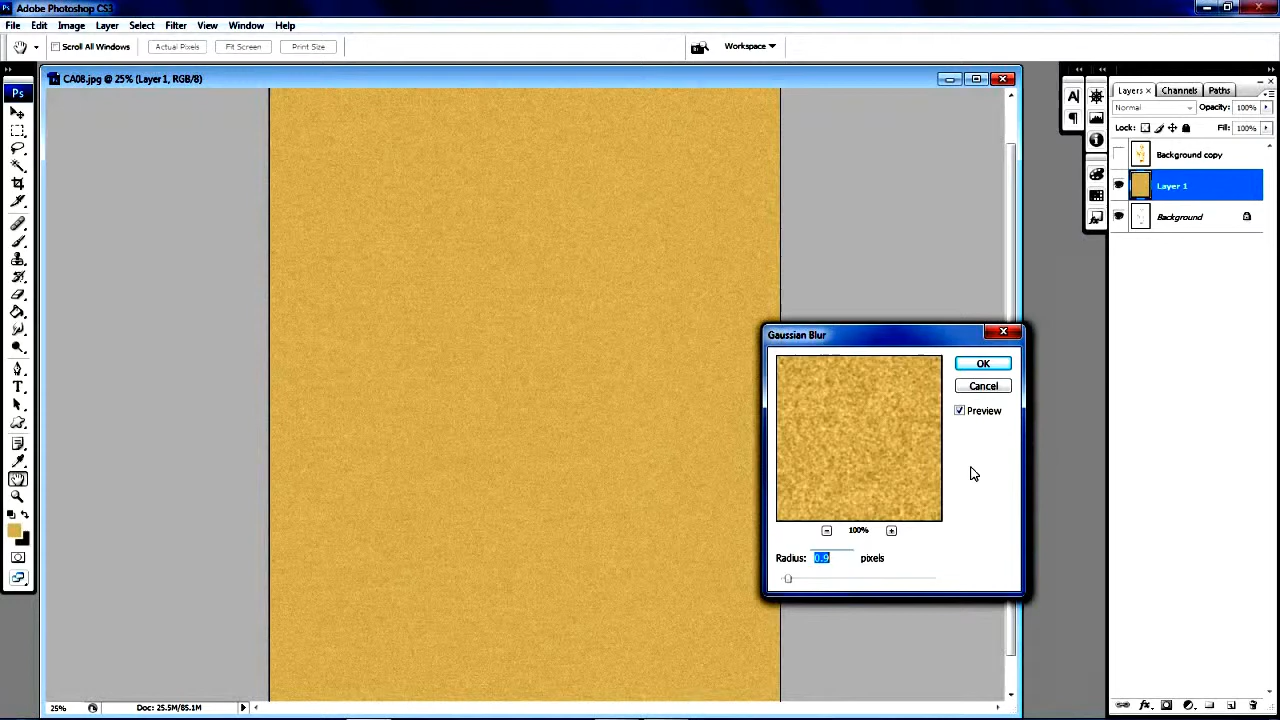 Ps Adobe Photoshop CS3
File Edit Image Layer Select Filter View Window Help
Scroll All Windows Actual Pixels Fit Screen Print Size Workspace
CA08.jpg @ 25% (Layer 1, RGB/8)
Ps
Layers × Channels Paths
Normal Opacity: 100%
Lock: Fill: 100%
Background copy
Layer 1
Background
Gaussian Blur
OK
Cancel
Preview
100%
Radius: 0.9 pixels
25% Doc: 25.5M/85.1M